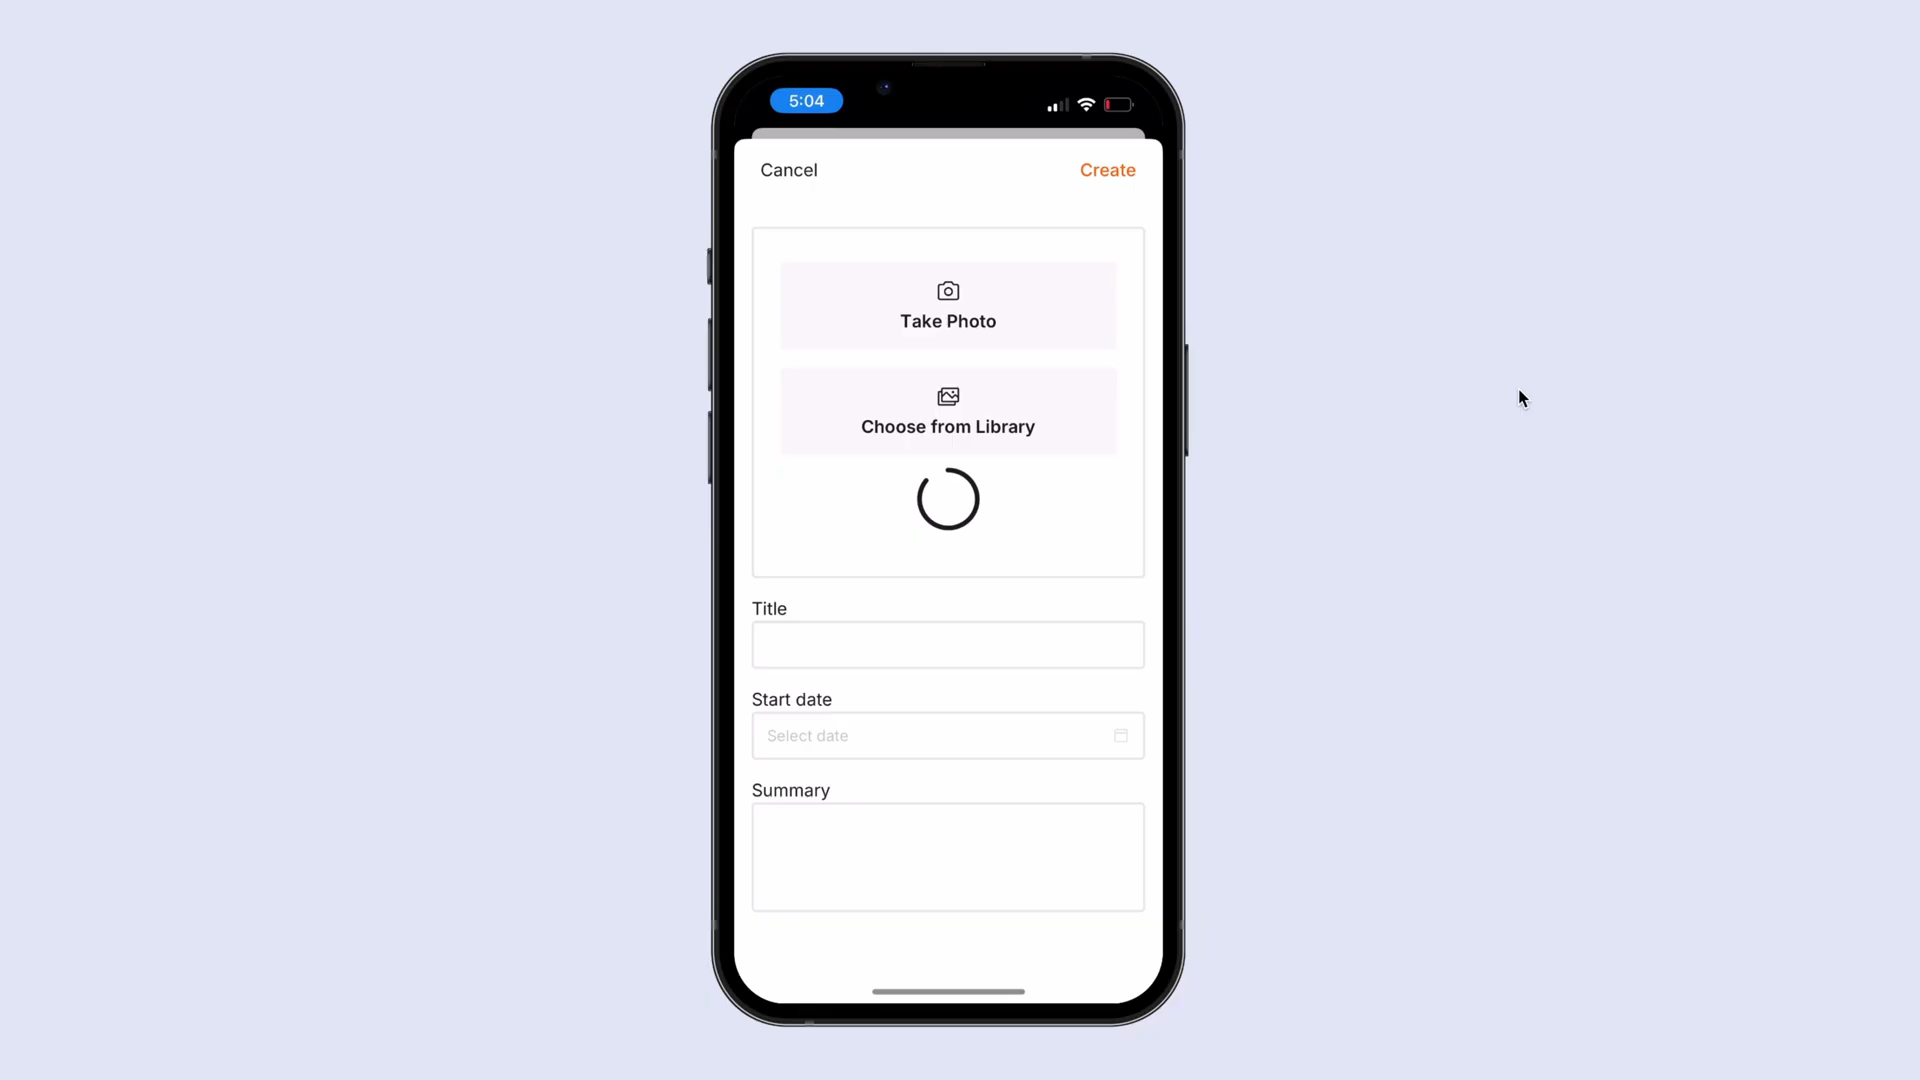 5:04
Cancel
Create
Take Photo
Choose from Library
Title
Start date
Select date
Summary